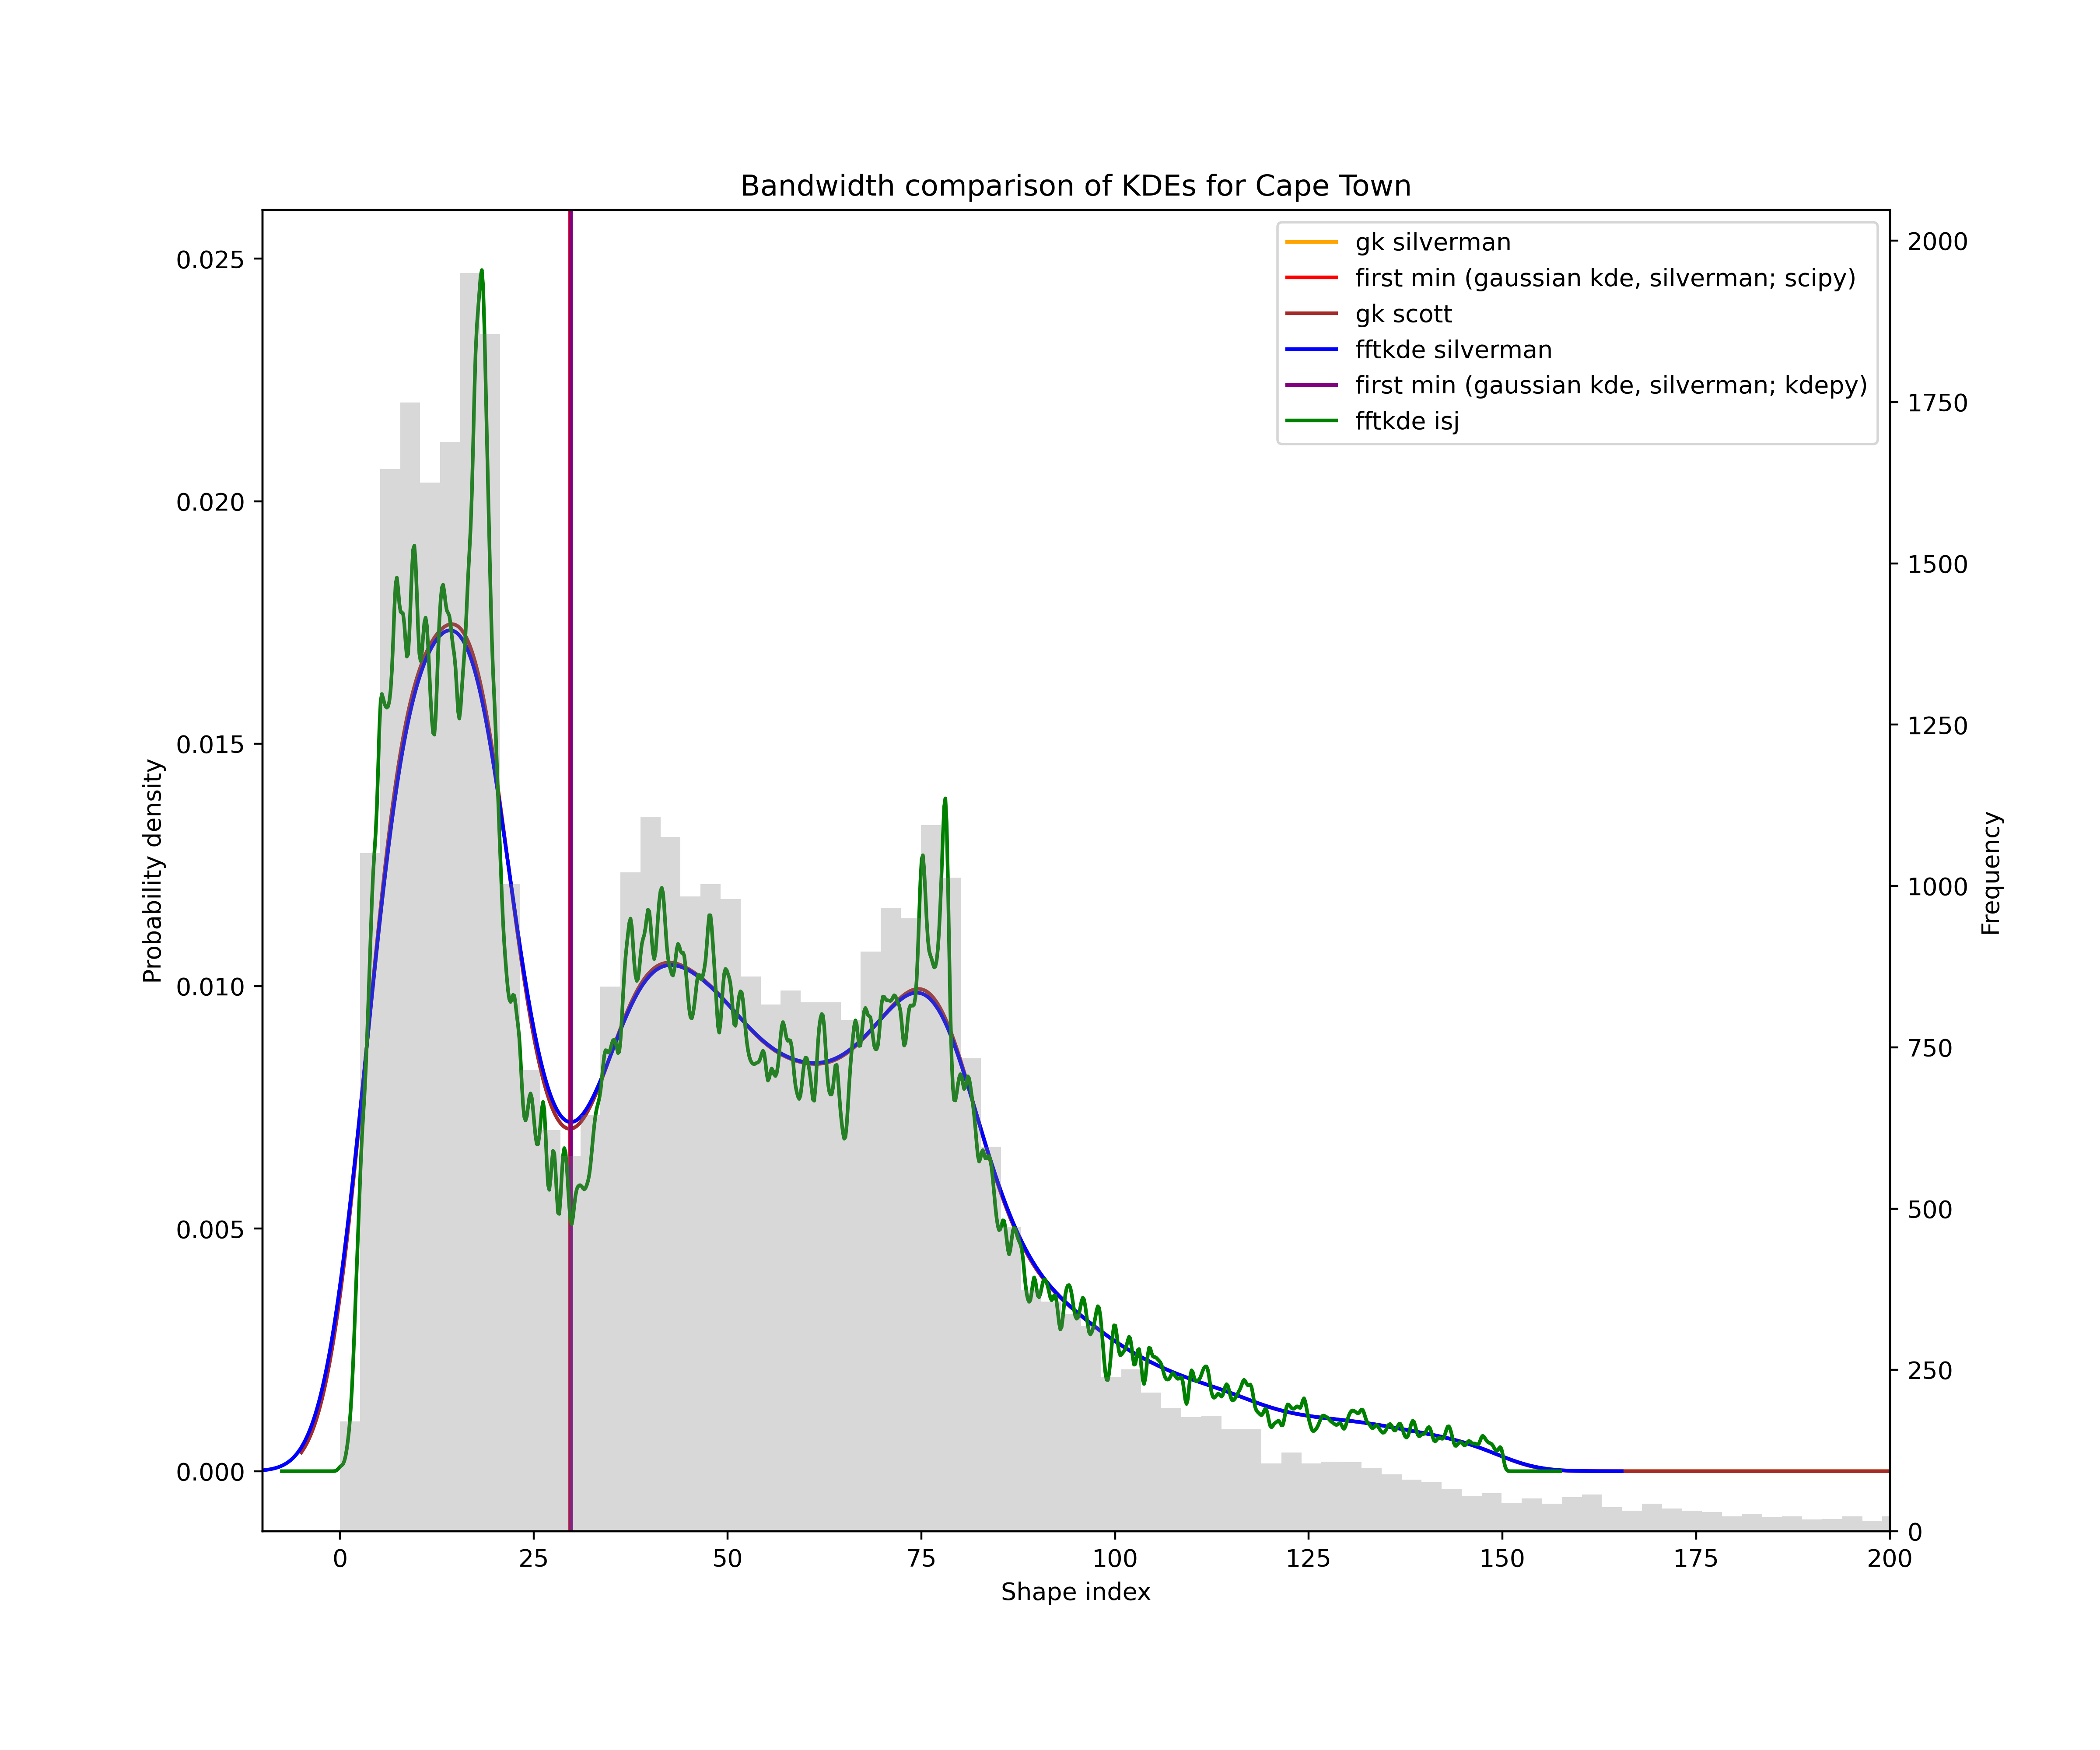 Bandwidth comparison of KDEs for Cape Town
gk silverman
first min (gaussian kde, silverman; scipy)
gk scott
fftkde silverman
first min (gaussian kde, silverman; kdepy)
fftkde isj
Probability density
0.025
0.020
0.015
0.010
0.005
0.000
2000
1750
1500
1250
1000
750
500
250
0
Frequency
0 25 50 75 100 125 150 175 200
Shape index